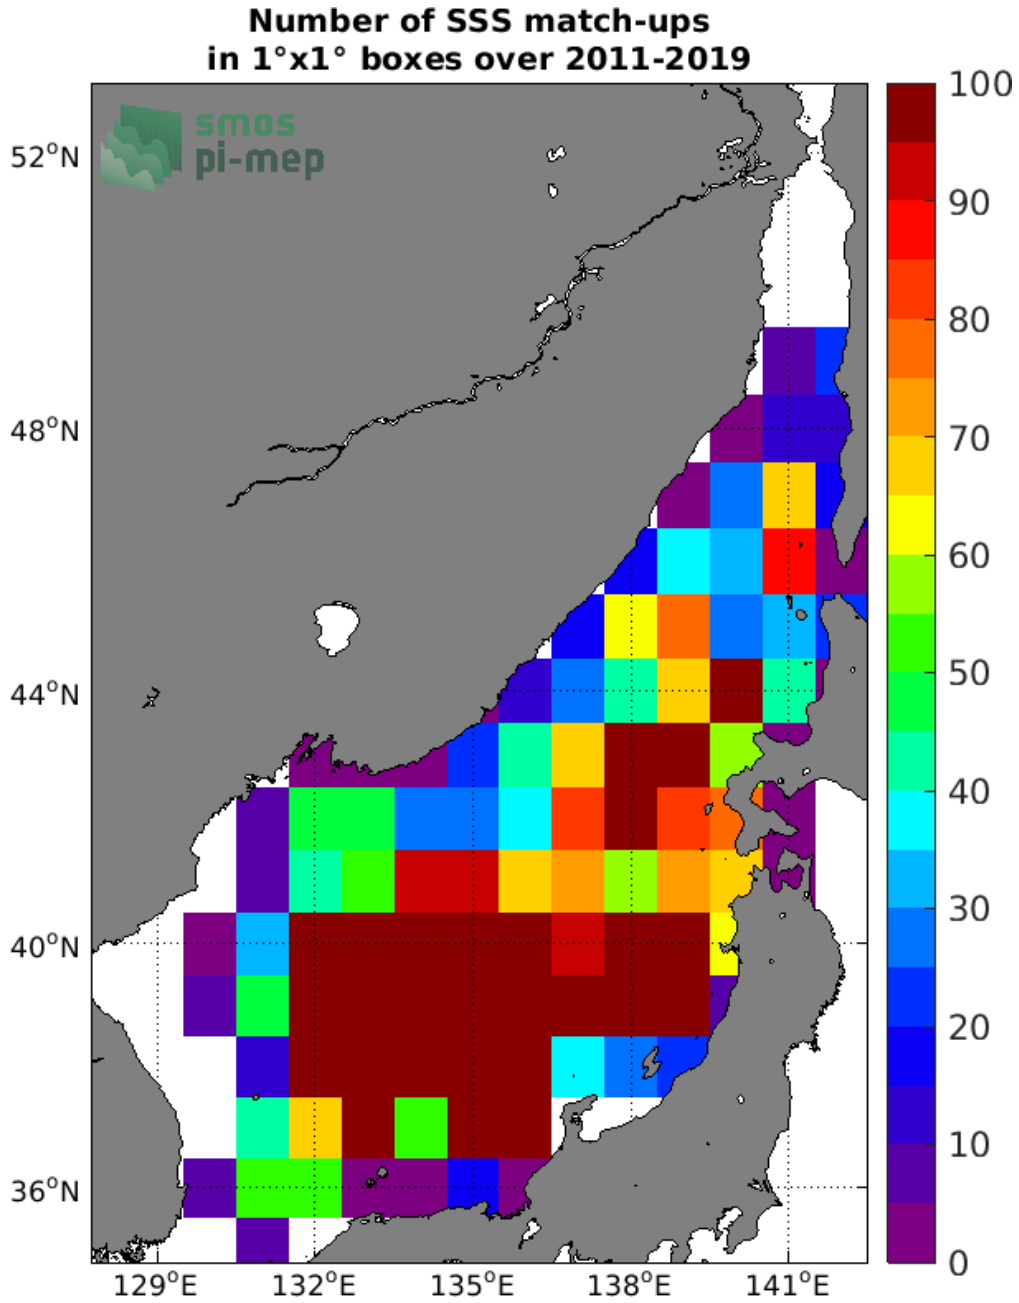 Number of SSS match-ups
in 1°x1° boxes over 2011-2019
smos
pi-mep
52°N
48°N
44°N
40°N
36°N
129°E
132°E
135°E
138°E
141°E
100
90
80
70
60
50
40
30
20
10
0